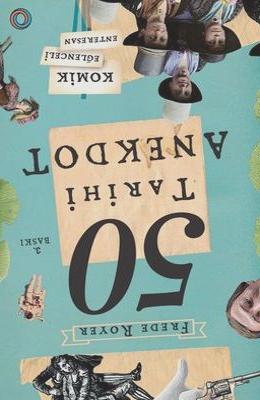 FREDE ROYER
50
TARİHİ
ANEKDOT
3. BASKI
KOMİK
EĞLENCELİ
ENTERESAN